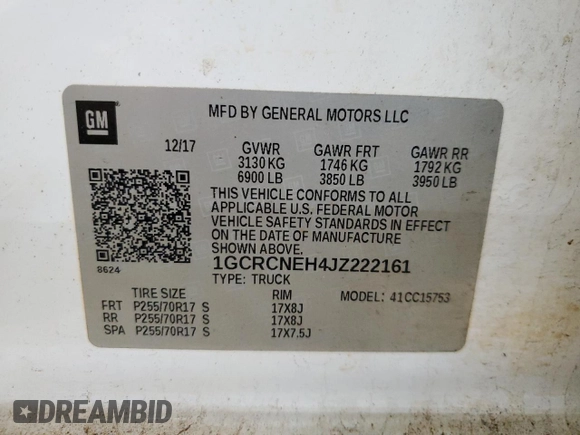 GM
MFD BY GENERAL MOTORS LLC
12/17 GVWR GAWR FRT GAWR RR
3130 KG 1746 KG 1792 KG
6900 LB 3850 LB 3950 LB
THIS VEHICLE CONFORMS TO ALL
APPLICABLE U.S. FEDERAL MOTOR
VEHICLE SAFETY STANDARDS IN EFFECT
ON THE DATE OF MANUFACTURE
SHOWN ABOVE.
8624
1GCRCNEH4JZ222161
TYPE: TRUCK
TIRE SIZE RIM MODEL: 41CC15753
FRT P255/70R17 S 17X8J
RR P255/70R17 S 17X8J
SPA P255/70R17 S 17X7.5J
DREAMBID